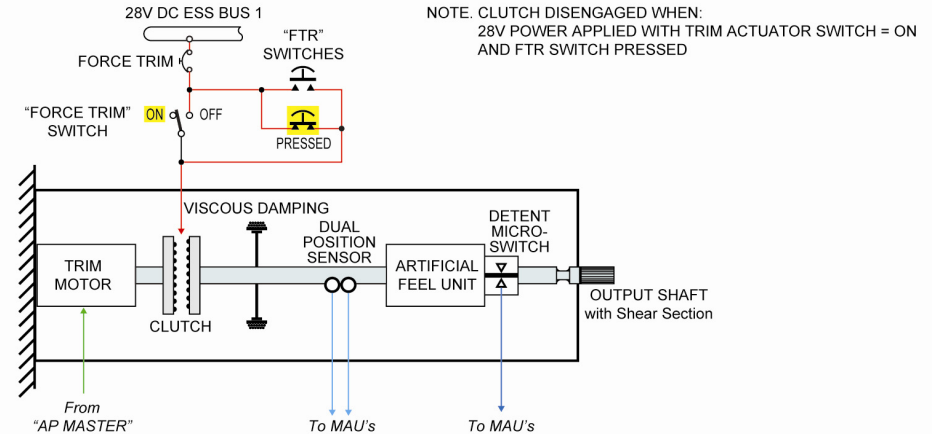 28V DC ESS BUS 1
NOTE. CLUTCH DISENGAGED WHEN:
28V POWER APPLIED WITH TRIM ACTUATOR SWITCH = ON
AND FTR SWITCH PRESSED
“FTR”
SWITCHES
FORCE TRIM
“FORCE TRIM”
SWITCH
ON
OFF
PRESSED
VISCOUS DAMPING
DUAL
POSITION
SENSOR
DETENT
MICRO-
SWITCH
TRIM
MOTOR
CLUTCH
ARTIFICIAL
FEEL UNIT
OUTPUT SHAFT
with Shear Section
From
“AP MASTER”
To MAU's
To MAU's